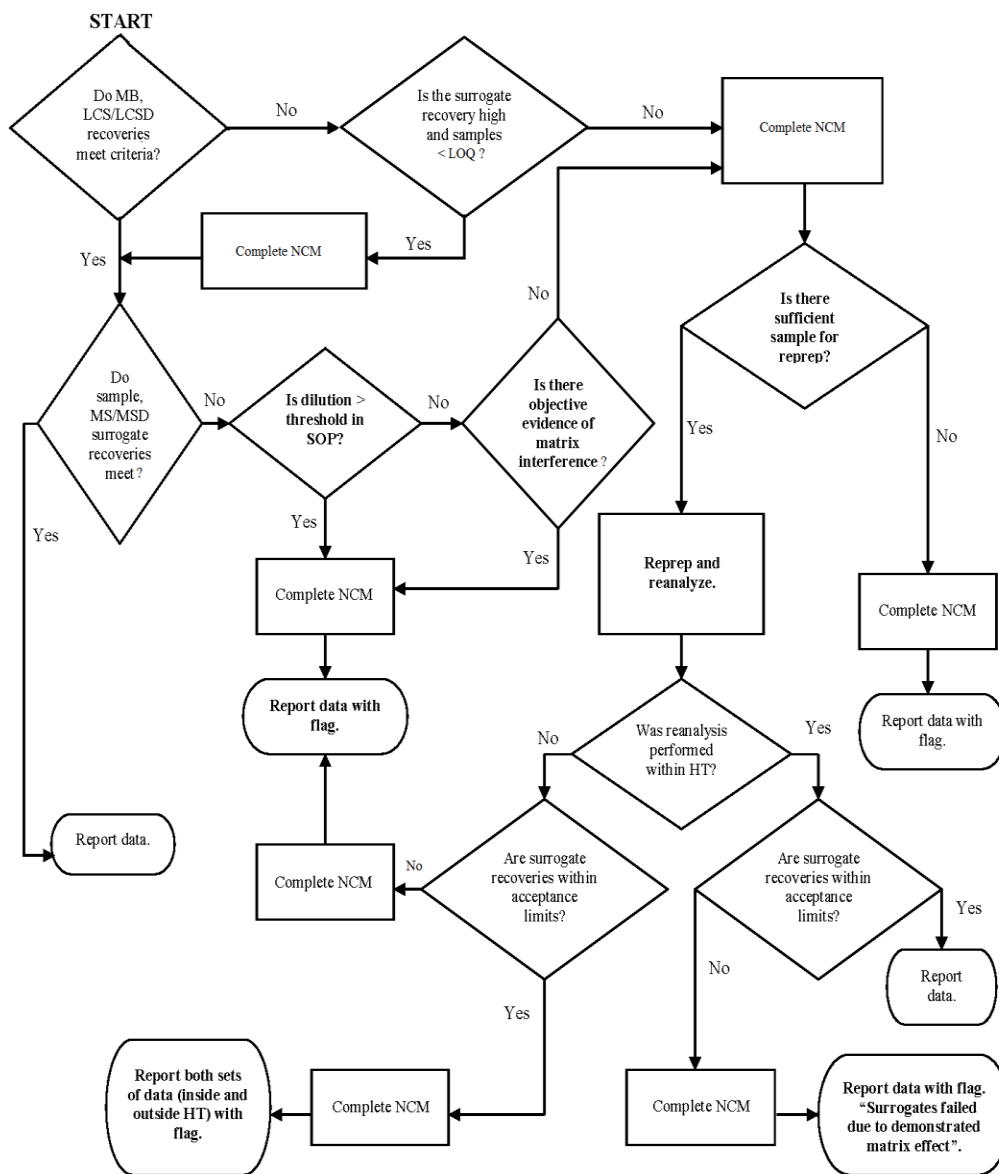 START
Do MB,
LCS/LCSD
recoveries
meet criteria?
No
Is the surrogate
recovery high
and samples
< LOQ ?
No
Complete NCM
Yes
Complete NCM
Yes
No
Is there
sufficient
sample for
reprep?
Do
sample,
MS/MSD
surrogate
recoveries
meet ?
No
Is dilution >
threshold in
SOP?
No
Is there
objective
evidence of
matrix
interference ?
Yes
No
Yes
Yes
Yes
Complete NCM
Reprep and
reanalyze.
Complete NCM
Report data with
flag.
Was reanalysis
performed
within HT?
No
Yes
Report data with
flag.
Report data.
Complete NCM
No
Are surrogate
recoveries within
acceptance
limits?
Are surrogate
recoveries within
acceptance
limits?
Yes
No
Report
data.
Yes
Report both sets
of data (inside and
outside HT) with
flag.
Complete NCM
Complete NCM
Report data with flag.
“Surrogates failed
due to demonstrated
matrix effect”.